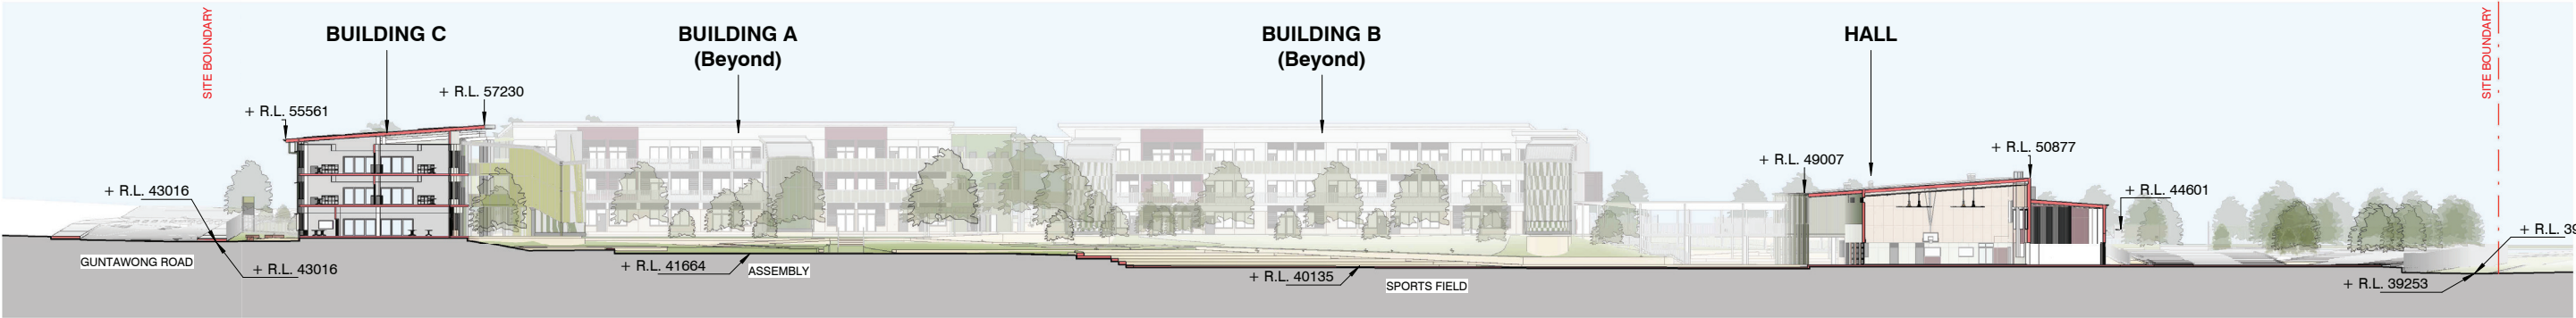 SITE BOUNDARY
BUILDING C
BUILDING A
(Beyond)
BUILDING B
(Beyond)
HALL
SITE BOUNDARY
+ R.L. 55561
+ R.L. 57230
+ R.L. 49007
+ R.L. 50877
+ R.L. 43016
+ R.L. 44601
+ R.L. 39
GUNTAWONG ROAD
+ R.L. 43016
+ R.L. 41664
ASSEMBLY
+ R.L. 40135
SPORTS FIELD
+ R.L. 39253